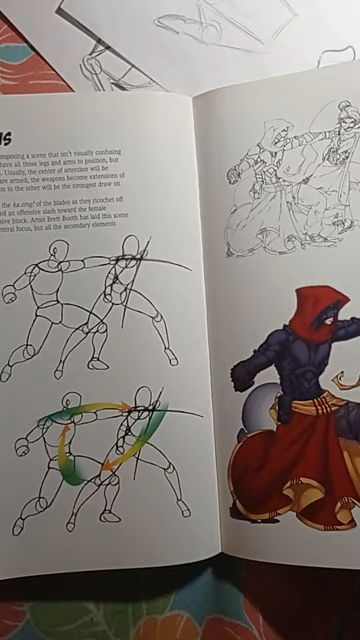 NS
omposing a scene that isn't visually confusing
have all those legs and arms to position, but
. Usually, the center of attention will be
are armed, the weapons become extensions of
on to the other will be the strongest draw on
the ka zing! of the blades as they ricochet off
ed an offensive slash toward the female
sive block. Artist Brett Booth has laid this scene
entral focus, but all the secondary elements